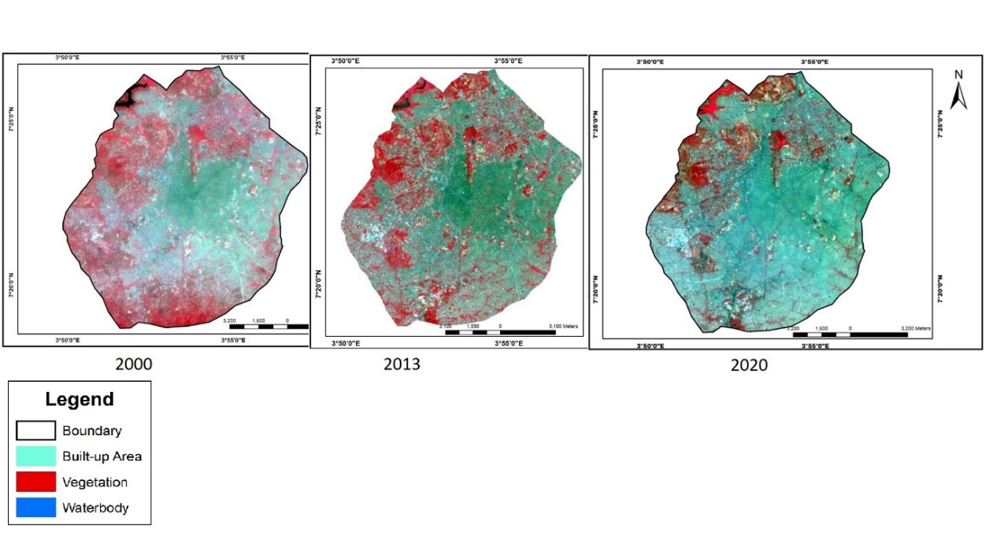 3°50'0"E 3°55'0"E
3°50'0"E 3°55'0"E
3°50'0"E 3°55'0"E
N
7°25'0"N
7°25'0"N
7°25'0"N
7°25'0"N
7°20'0"N
7°20'0"N
7°20'0"N
7°20'0"N
3,200 1,600 0
3,100 1,550 0 3,100 Meters
3,200 1,600 0 3,200 Meters
3°50'0"E 3°55'0"E
3°50'0"E 3°55'0"E
3°50'0"E 3°55'0"E
2000
2013
2020
Legend
Boundary
Built-up Area
Vegetation
Waterbody